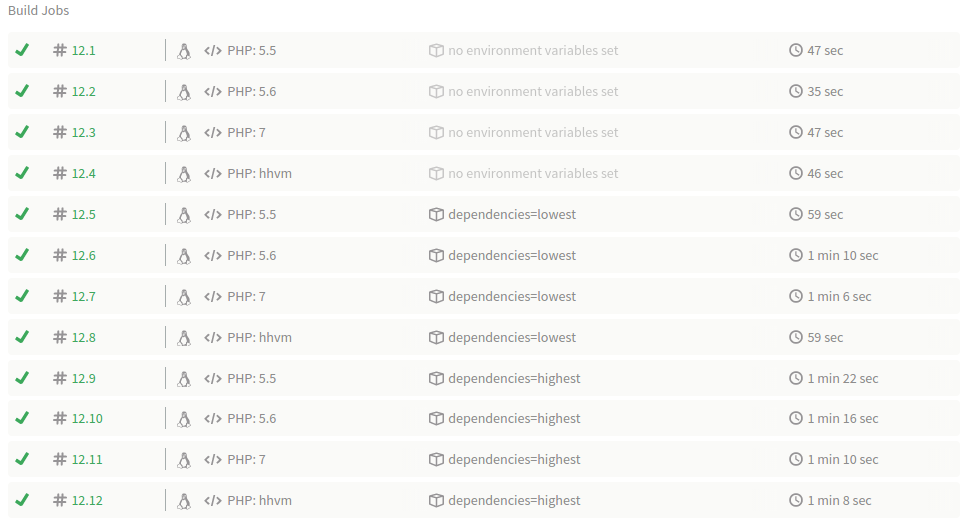 Build Jobs
# 12.1 </> PHP: 5.5 no environment variables set 47 sec
# 12.2 </> PHP: 5.6 no environment variables set 35 sec
# 12.3 </> PHP: 7 no environment variables set 47 sec
# 12.4 </> PHP: hhvm no environment variables set 46 sec
# 12.5 </> PHP: 5.5 dependencies=lowest 59 sec
# 12.6 </> PHP: 5.6 dependencies=lowest 1 min 10 sec
# 12.7 </> PHP: 7 dependencies=lowest 1 min 6 sec
# 12.8 </> PHP: hhvm dependencies=lowest 59 sec
# 12.9 </> PHP: 5.5 dependencies=highest 1 min 22 sec
# 12.10 </> PHP: 5.6 dependencies=highest 1 min 16 sec
# 12.11 </> PHP: 7 dependencies=highest 1 min 10 sec
# 12.12 </> PHP: hhvm dependencies=highest 1 min 8 sec